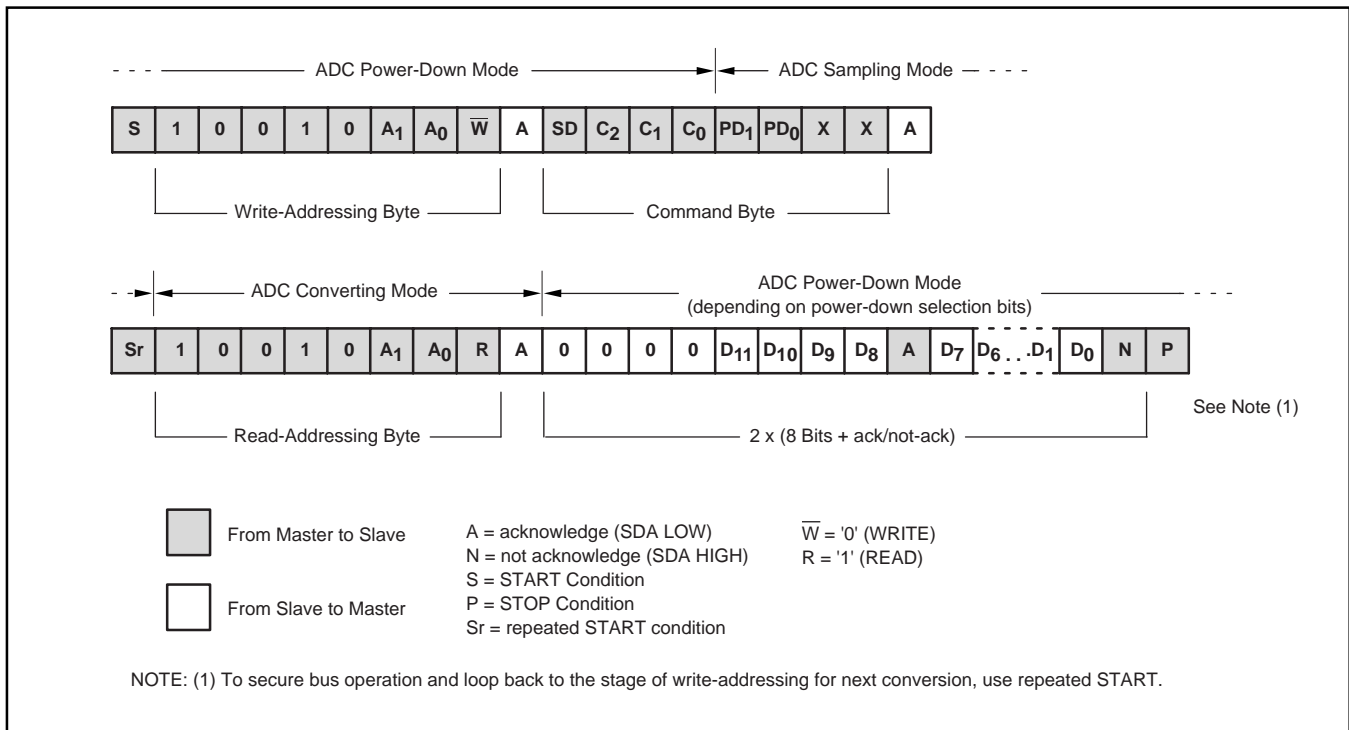 ADC Power-Down Mode ADC Sampling Mode
S 1 0 0 1 0 A1 A0 W̅ A SD C2 C1 C0 PD1 PD0 X X A
Write-Addressing Byte Command Byte
ADC Converting Mode ADC Power-Down Mode
(depending on power-down selection bits)
Sr 1 0 0 1 0 A1 A0 R A 0 0 0 0 D11 D10 D9 D8 A D7 D6 . . .D1 D0 N P
See Note (1)
Read-Addressing Byte 2 x (8 Bits + ack/not-ack)
From Master to Slave
From Slave to Master
A = acknowledge (SDA LOW)
N = not acknowledge (SDA HIGH)
S = START Condition
P = STOP Condition
Sr = repeated START condition
W̅ = '0' (WRITE)
R = '1' (READ)
NOTE: (1) To secure bus operation and loop back to the stage of write-addressing for next conversion, use repeated START.